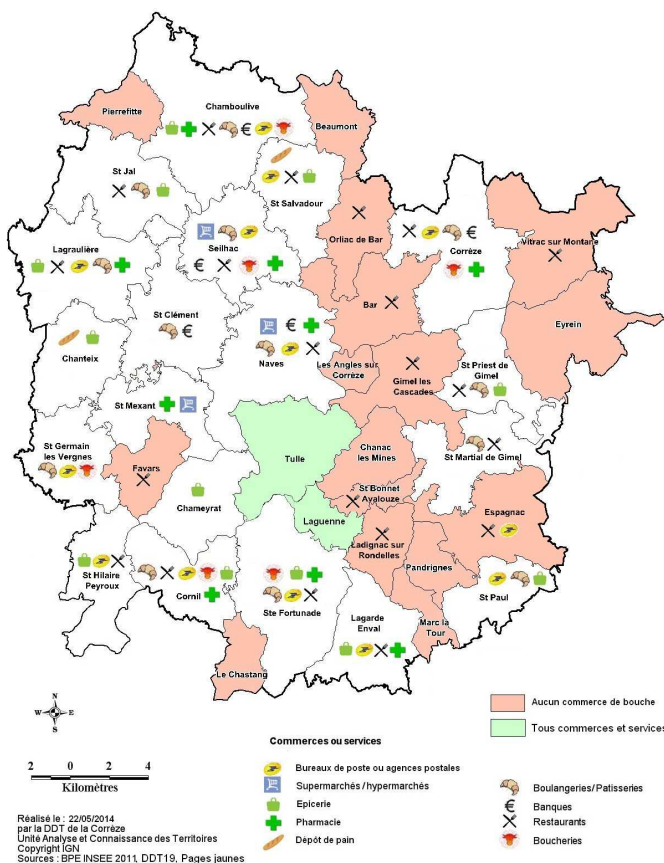 Pierrefitte
Chamboulive
Beaumont
St Jal
St Salvadour
Orliac de Bar
Corrèze
Vitrac sur Montane
Lagraulière
Seilhac
Bar
Eyrein
St Clément
Chanteix
Naves
Les Angles sur
Corrèze
Gimel les
Cascades
St Priest de
Gimel
St Mexant
St Germain
les Vergnes
Favars
Tulle
Chanac
les Mines
St Martial de Gimel
St Bonnet
Avalouze
Chameyrat
Laguenne
Espagnac
Ladignac sur
Rondelles
Pandrignes
St Hilaire
Peyroux
Cornil
Ste Fortunade
St Paul
Lagarde
Enval
Marc la
Tour
Le Chastang
N
W
E
S
2 0 2 4
Kilomètres
Aucun commerce de bouche
Tous commerces et services
Commerces ou services
Bureaux de poste ou agences postales
Supermarchés / hypermarchés
Epicerie
Pharmacie
Dépôt de pain
Boulangeries/Patisseries
Banques
Restaurants
Boucheries
Réalisé le : 22/05/2014
par la DDT de la Corrèze
Unité Analyse et Connaissance des Territoires
Copyright IGN
Sources : BPE INSEE 2011, DDT19, Pages jaunes